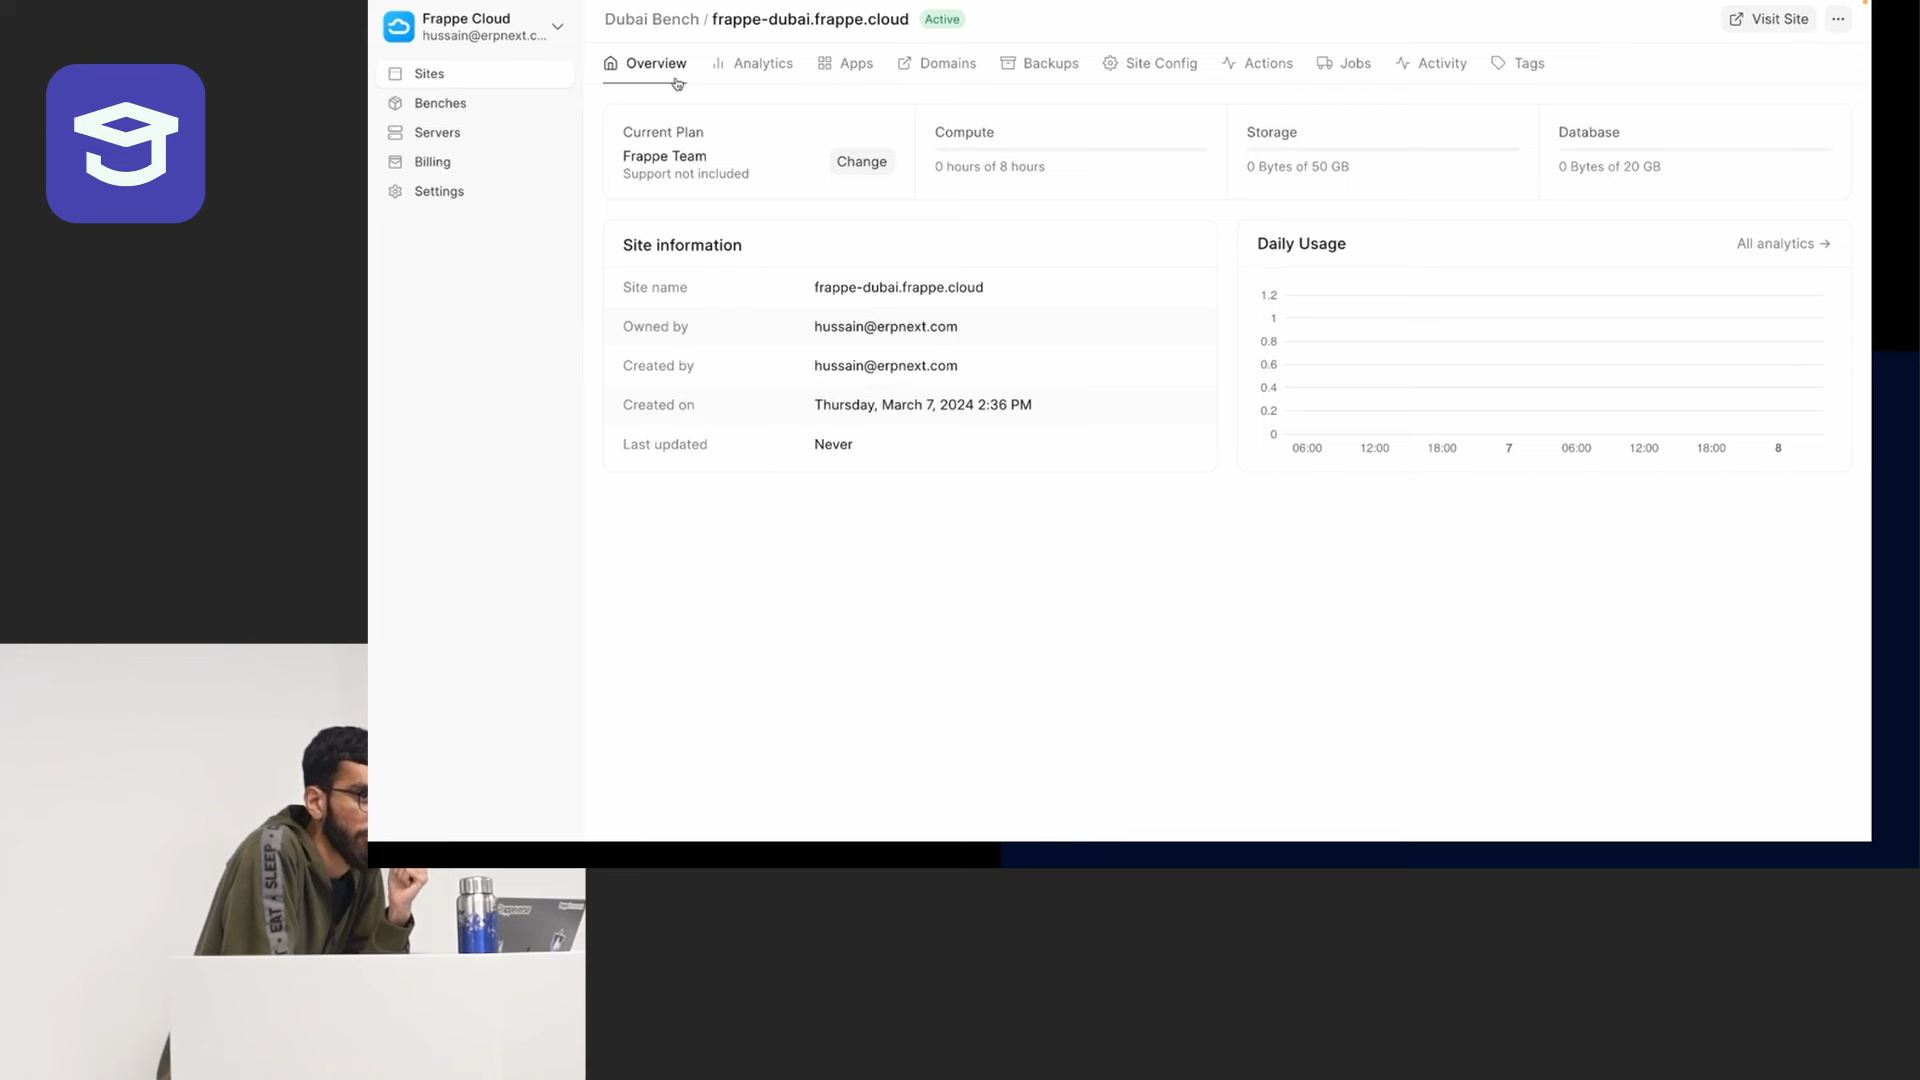 Frappe Cloud
hussain@erpnext.c...
Sites
Benches
Servers
Billing
Settings
Dubai Bench / frappe-dubai.frappe.cloud Active
Visit Site
Overview Analytics Apps Domains Backups Site Config Actions Jobs Activity Tags
Current Plan
Frappe Team
Support not included
Change
Compute
0 hours of 8 hours
Storage
0 Bytes of 50 GB
Database
0 Bytes of 20 GB
Site information
Site name frappe-dubai.frappe.cloud
Owned by hussain@erpnext.com
Created by hussain@erpnext.com
Created on Thursday, March 7, 2024 2:36 PM
Last updated Never
Daily Usage All analytics →
1.2
1
0.8
0.6
0.4
0.2
0
06:00 12:00 18:00 7 06:00 12:00 18:00 8
EAT • SLEEP